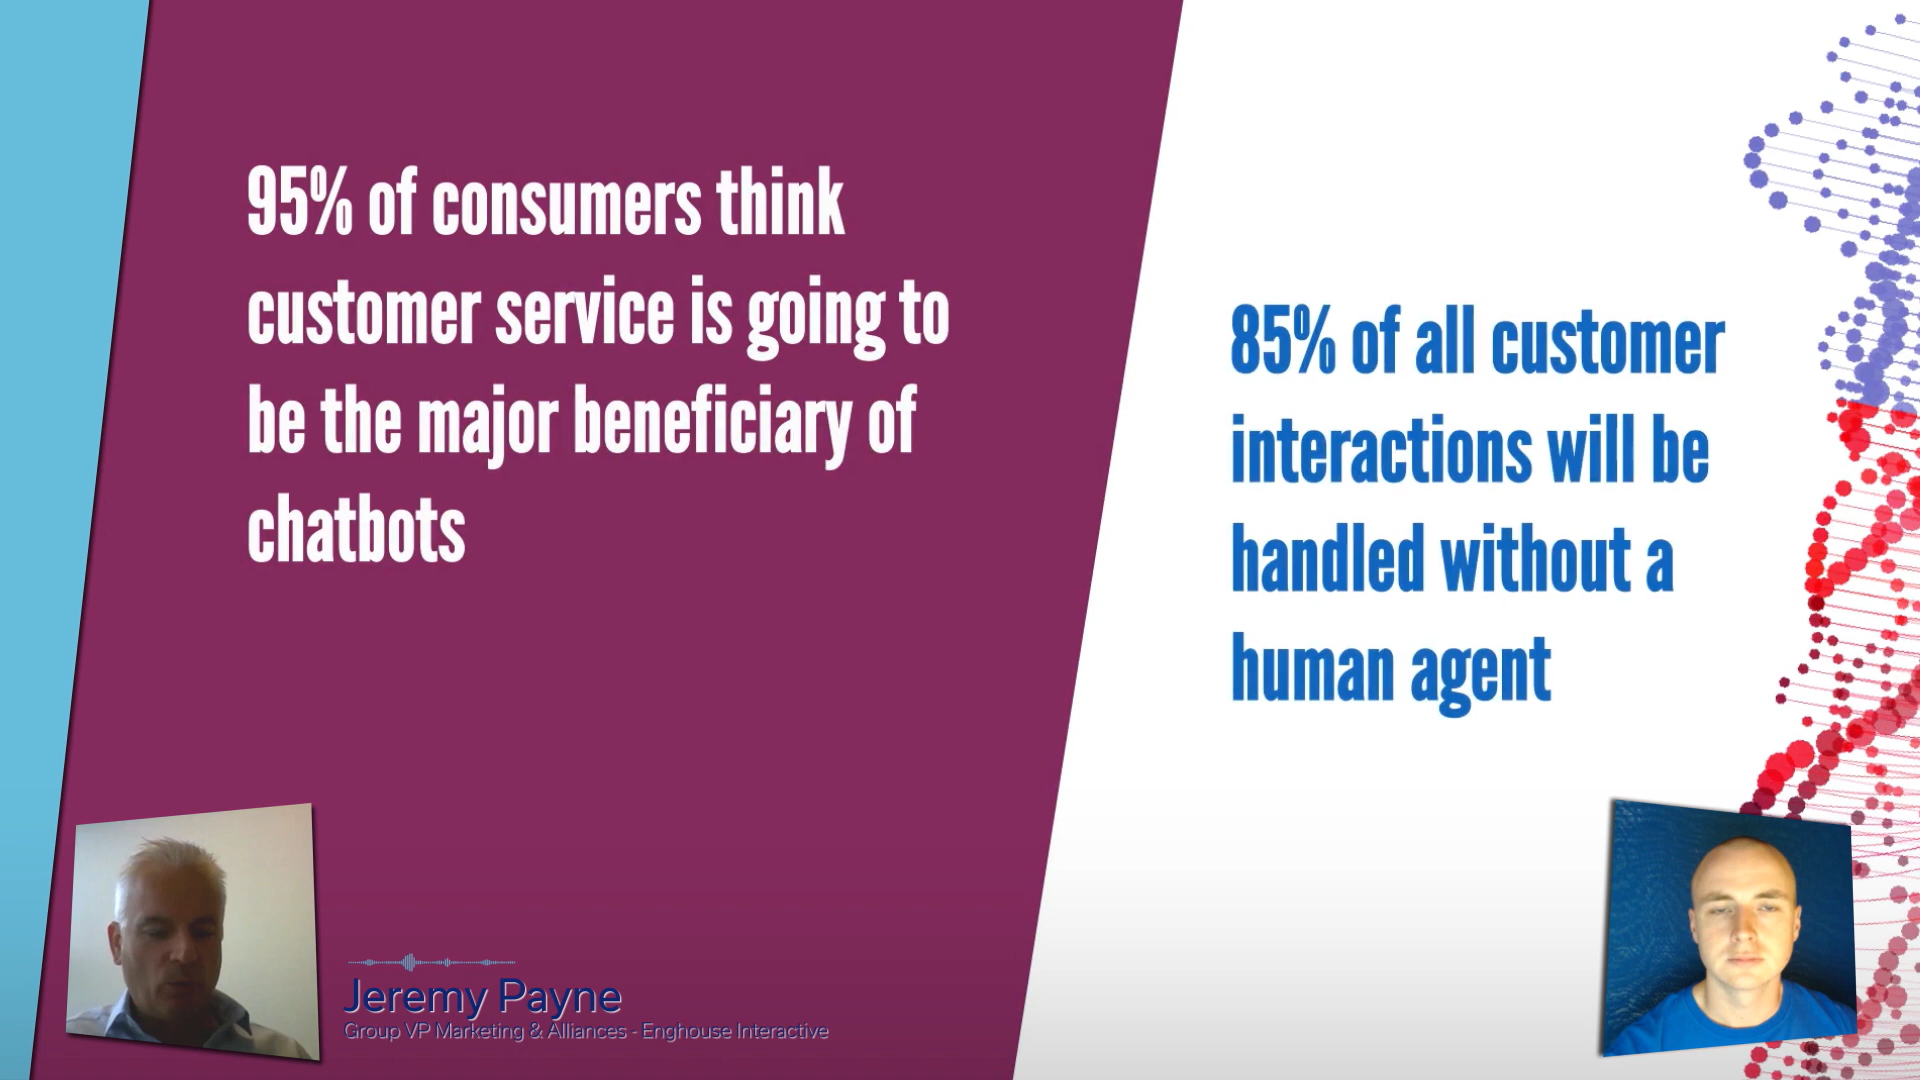 95% of consumers think
customer service is going to
be the major beneficiary of
chatbots
85% of all customer
interactions will be
handled without a
human agent
Jeremy Payne
Group VP Marketing & Alliances - Enghouse Interactive